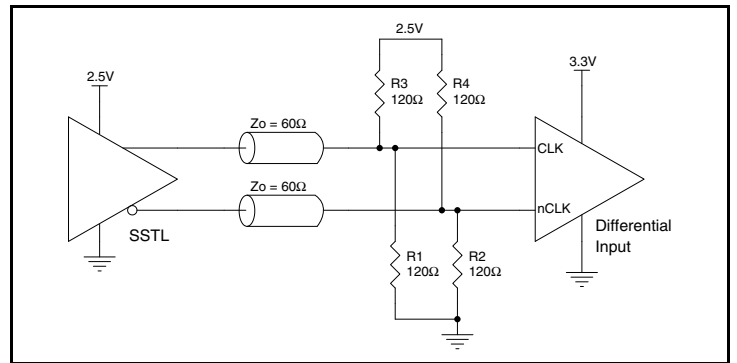 2.5V
2.5V
3.3V
R3
120Ω
R4
120Ω
Zo = 60Ω
CLK
Zo = 60Ω
nCLK
SSTL
Differential
Input
R1
120Ω
R2
120Ω